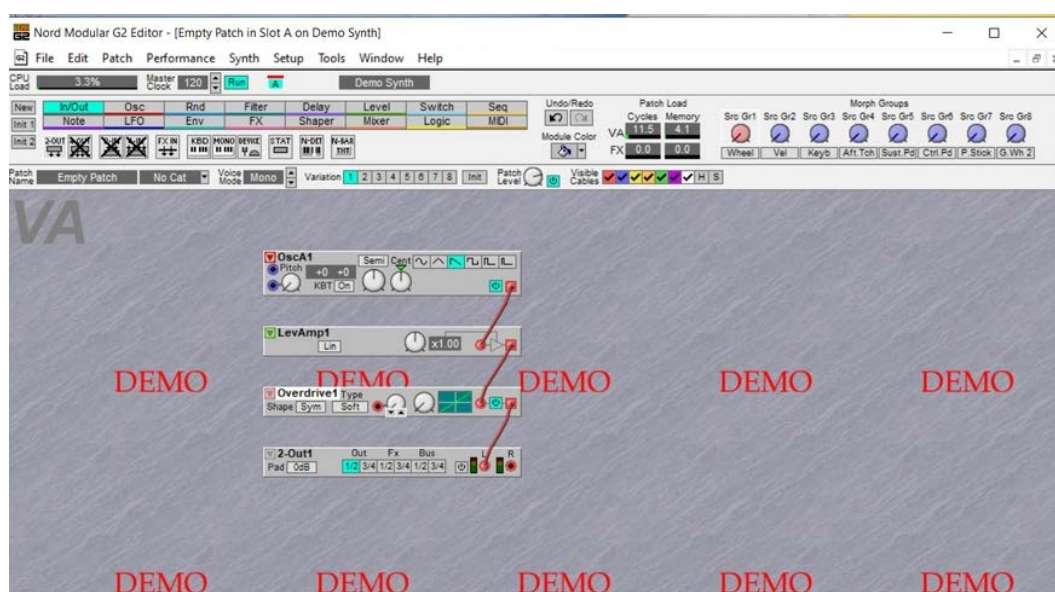 Nord Modular G2 Editor - [Empty Patch in Slot A on Demo Synth]
File Edit Patch Performance Synth Setup Tools Window Help
CPU Load 3.3% Master Clock 120 Run A Demo Synth
New In/Out Osc Rnd Filter Delay Level Switch Seq
Init 1 Note LFO Env FX Shaper Mixer Logic MIDI
Init 2 2-OUT FX IN KBD MONO DEVICE STAT
Undo/Redo Patch Load Morph Groups
Cycles Memory Src Gr1 Src Gr2 Src Gr3 Src Gr4 Src Gr5 Src Gr6 Src Gr7 Src Gr8
Module Color VA 11.5 4.1
FX 0.0 0.0 Wheel Vel Keyb Aft.Tch Sust.Pd Ctrl.Pd P.Stick G.Wh 2
Patch Name Empty Patch No Cat Voice Mode Mono Variation 1 2 3 4 5 6 7 8 Init Patch Level Visible Cables H S
VA
OscA1 Semi Cent
Pitch +0 +0
KBT On
LevAmp1
Lin x1.00
DEMO DEMO DEMO DEMO DEMO
Overdrive1 Type
Shape Sym Soft
2-Out1 Out Fx Bus L R
Pad 0dB 1/2 3/4 1/2 3/4 1/2 3/4
DEMO DEMO DEMO DEMO DEMO